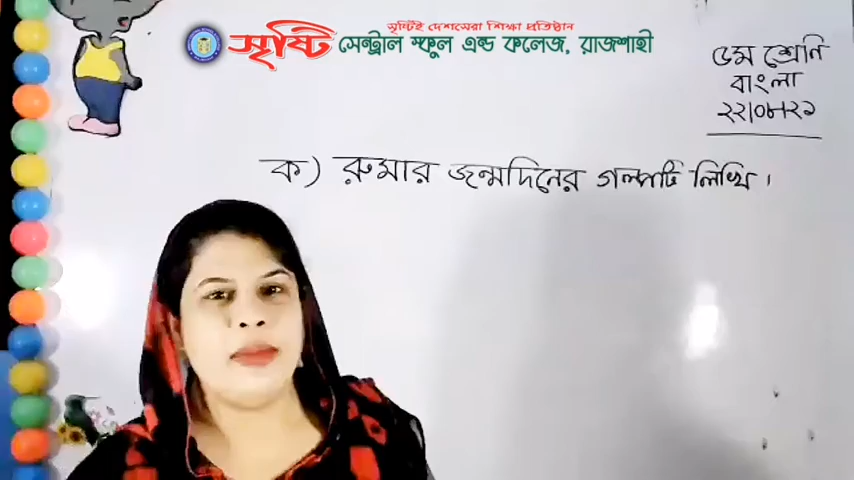 সৃষ্টিই দেশসেরা শিক্ষা প্রতিষ্ঠান
সৃষ্টি সেন্ট্রাল স্কুল এন্ড কলেজ, রাজশাহী
৫ম শ্রেণি
বাংলা
২২/০৮/২১
ক) রুমার জন্মদিনের গল্পটি লিখি।